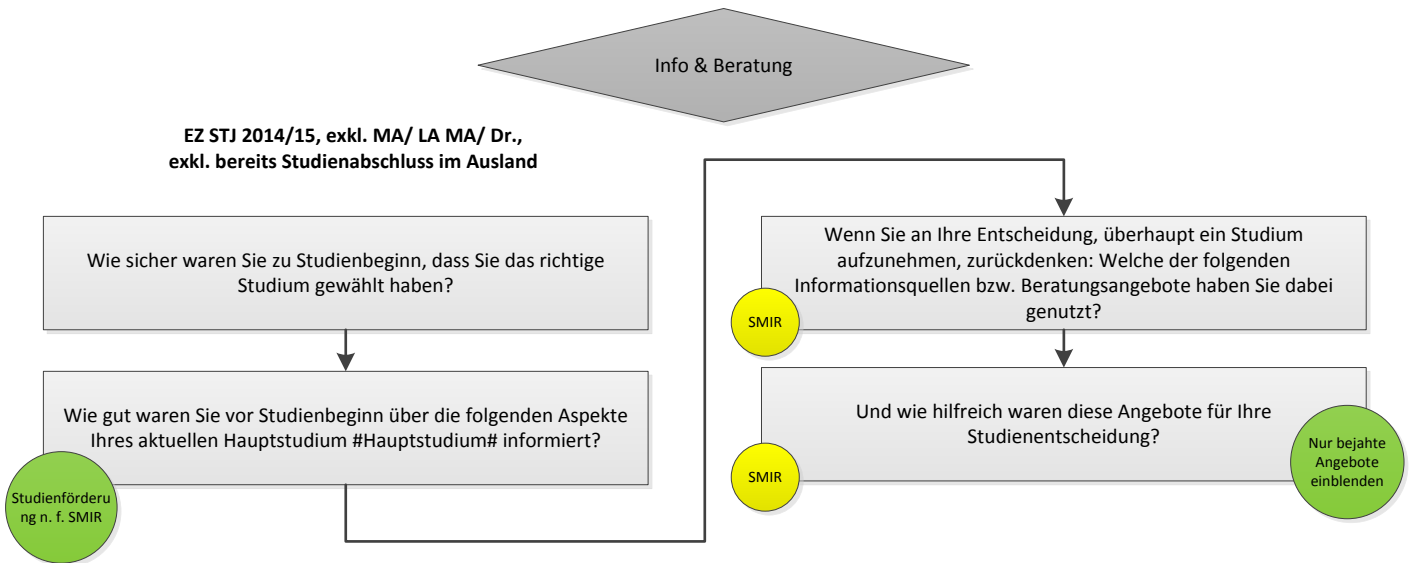 Info & Beratung
EZ STJ 2014/15, exkl. MA/ LA MA/ Dr.,
exkl. bereits Studienabschluss im Ausland
Wie sicher waren Sie zu Studienbeginn, dass Sie das richtige
Studium gewählt haben?
Wie gut waren Sie vor Studienbeginn über die folgenden Aspekte
Ihres aktuellen Hauptstudium #Hauptstudium# informiert?
Studienförderu
ng n. f. SMIR
Wenn Sie an Ihre Entscheidung, überhaupt ein Studium
aufzunehmen, zurückdenken: Welche der folgenden
Informationsquellen bzw. Beratungsangebote haben Sie dabei
genutzt?
SMIR
Und wie hilfreich waren diese Angebote für Ihre
Studienentscheidung?
SMIR
Nur bejahte
Angebote
einblenden